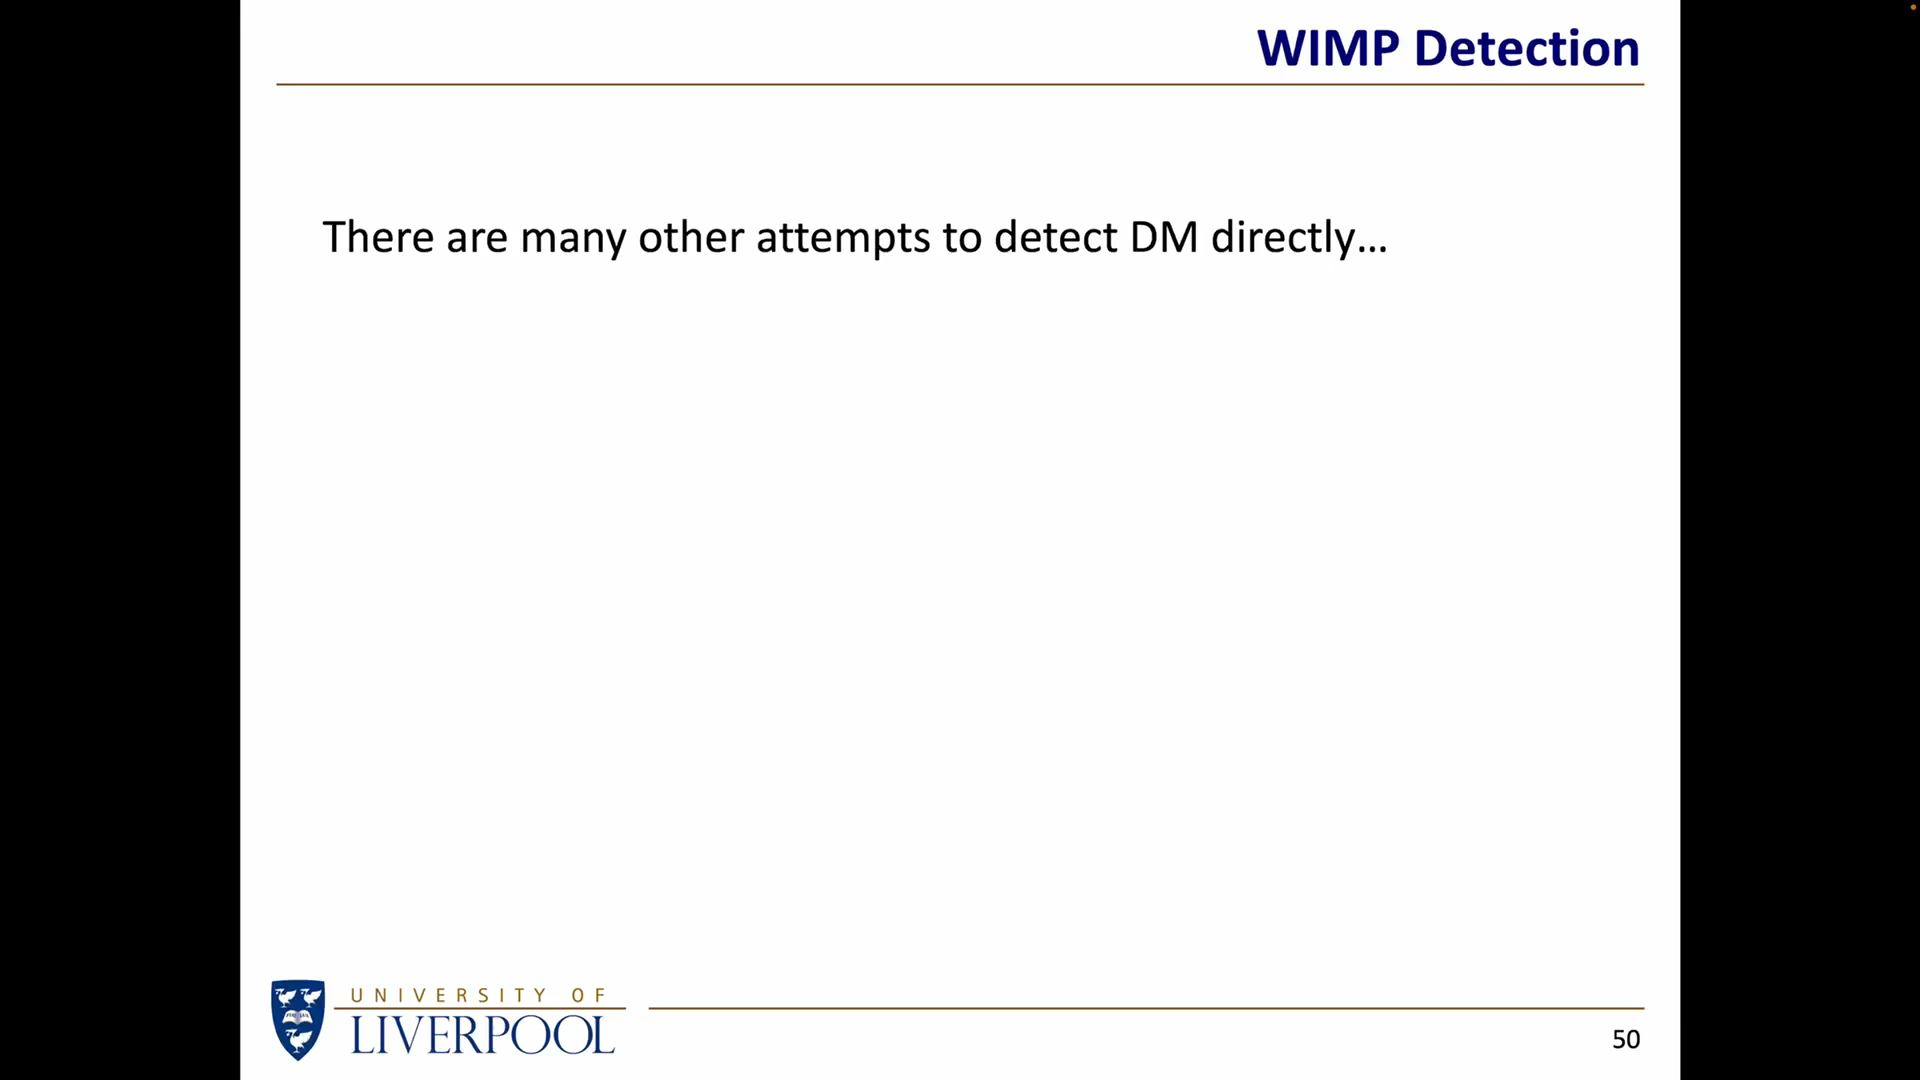 WIMP Detection
There are many other attempts to detect DM directly…
UNIVERSITY OF
LIVERPOOL
50